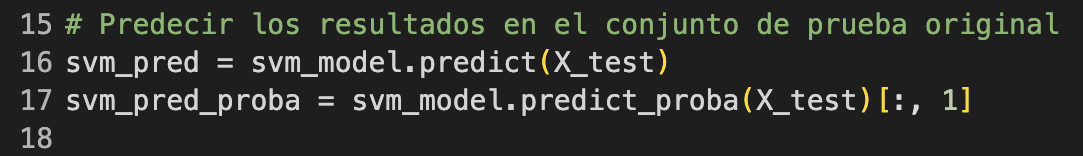 15 # Predecir los resultados en el conjunto de prueba original
16 svm_pred = svm_model.predict(X_test)
17 svm_pred_proba = svm_model.predict_proba(X_test)[:, 1]
18